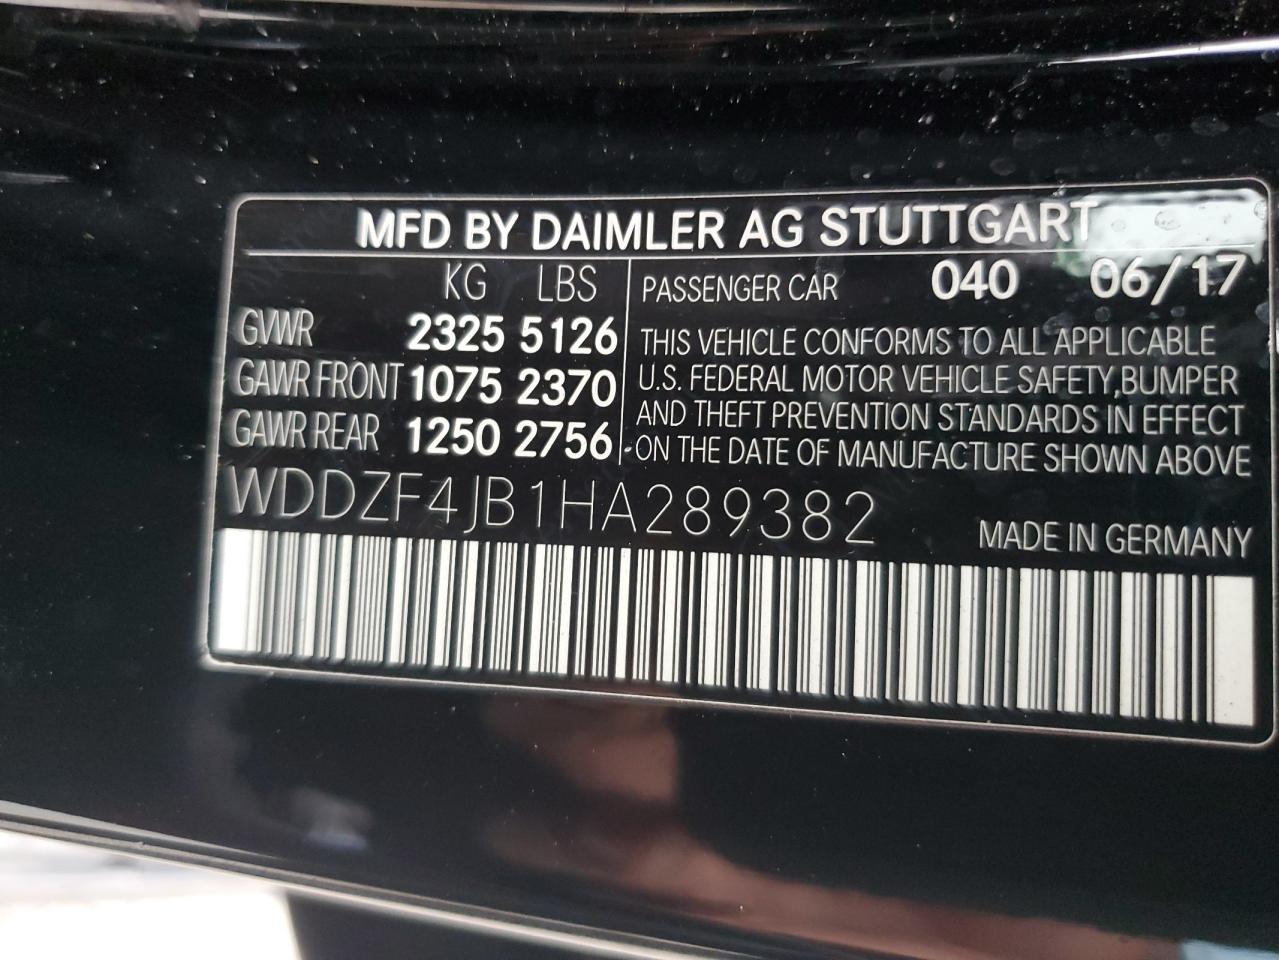 MFD BY DAIMLER AG STUTTGART
KG LBS
GVWR 2325 5126
GAWR FRONT 1075 2370
GAWR REAR 1250 2756
PASSENGER CAR 040 06/17
THIS VEHICLE CONFORMS TO ALL APPLICABLE
U.S. FEDERAL MOTOR VEHICLE SAFETY, BUMPER
AND THEFT PREVENTION STANDARDS IN EFFECT
ON THE DATE OF MANUFACTURE SHOWN ABOVE
WDDZF4JB1HA289382
MADE IN GERMANY